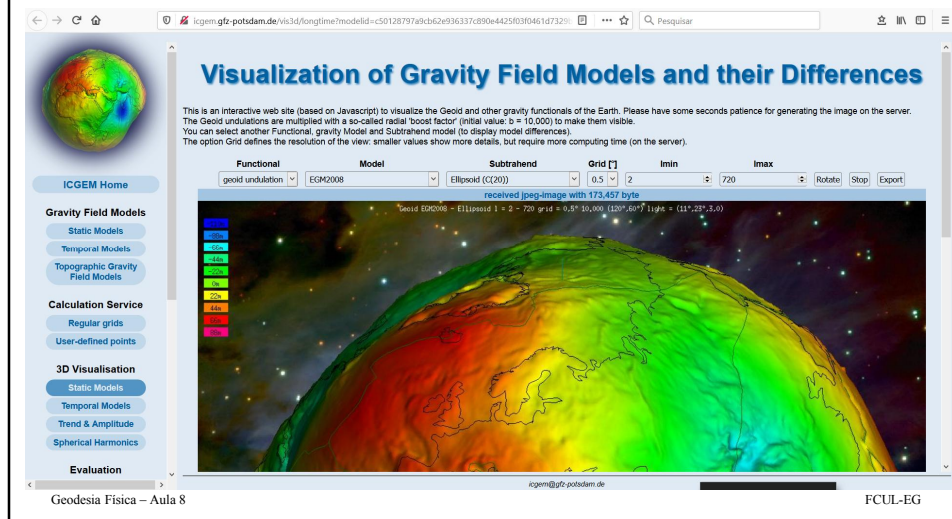 icgem.gfz-potsdam.de/vis3d/longtime?modelid=c50128797a9cb62e936337c890e4425f03f0461d7329
Pesquisar
Visualization of Gravity Field Models and their Differences
This is an interactive web site (based on Javascript) to visualize the Geoid and other gravity functionals of the Earth. Please have some seconds patience for generating the image on the server.
The Geoid undulations are multiplied with a so-called radial 'boost factor' (initial value: b = 10,000) to make them visible.
You can select another Functional, gravity Model and Subtrahend model (to display model differences).
The option Grid defines the resolution of the view: smaller values show more details, but require more computing time (on the server).
Functional Model Subtrahend Grid [°] lmin lmax
geoid undulation EGM2008 Ellipsoid (C(20)) 0.5 2 720 Rotate Stop Export
received jpeg-image with 173,457 byte
Geoid EGM2008 - Ellipsoid l = 2 - 720 grid = 0.5° 10,000 (120°,60°) light = (11°,23°,3.0)
-88m
-66m
-44m
-22m
0m
22m
44m
66m
ICGEM Home
Gravity Field Models
Static Models
Temporal Models
Topographic Gravity
Field Models
Calculation Service
Regular grids
User-defined points
3D Visualisation
Static Models
Temporal Models
Trend & Amplitude
Spherical Harmonics
Evaluation
icgem@gfz-potsdam.de
Geodesia Física – Aula 8
FCUL-EG